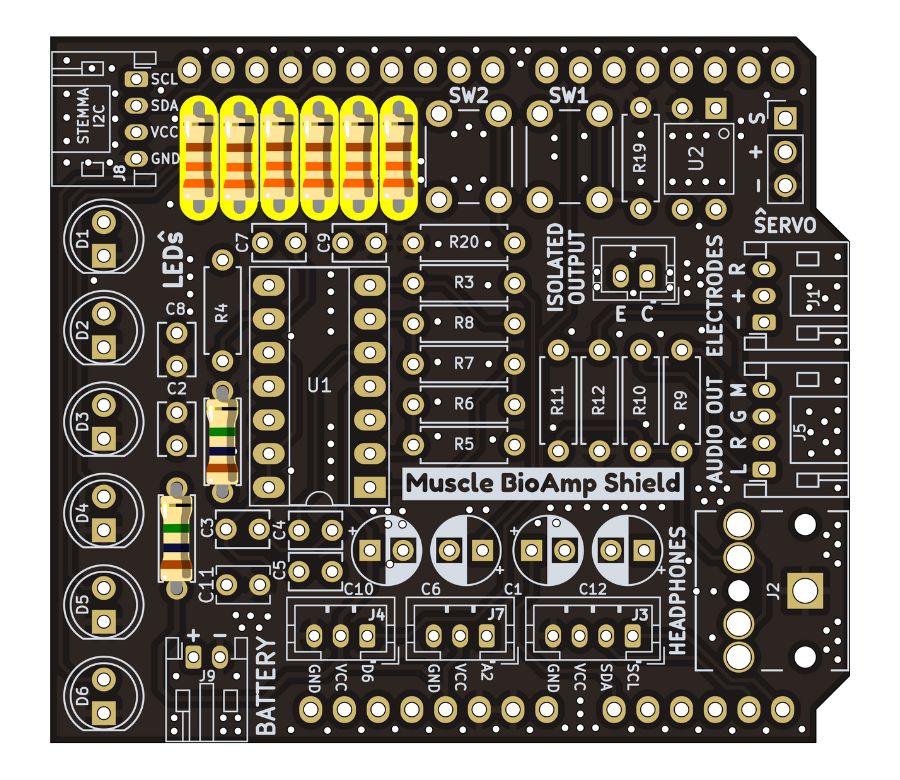 SCL
SDA
VCC
GND
STEMMA
I2C
J8
SW2
SW1
R19
U2
S
+
-
SERVO
D1
LEDs
C7
C9
R20
ISOLATED
OUTPUT
E C
ELECTRODES
R
+
-
J1
R4
R3
C8
D2
R8
R7
U1
C2
R6
R11
R12
R10
R9
AUDIO OUT
L R G M
J5
D3
R5
Muscle BioAmp Shield
D4
C3
C4
+
+
+
+
C5
C11
C10
C6
C1
C12
HEADPHONES
J2
D5
J4
J7
J3
+ -
J9
BATTERY
GND
VCC
D6
GND
VCC
A2
GND
VCC
SDA
SCL
D6